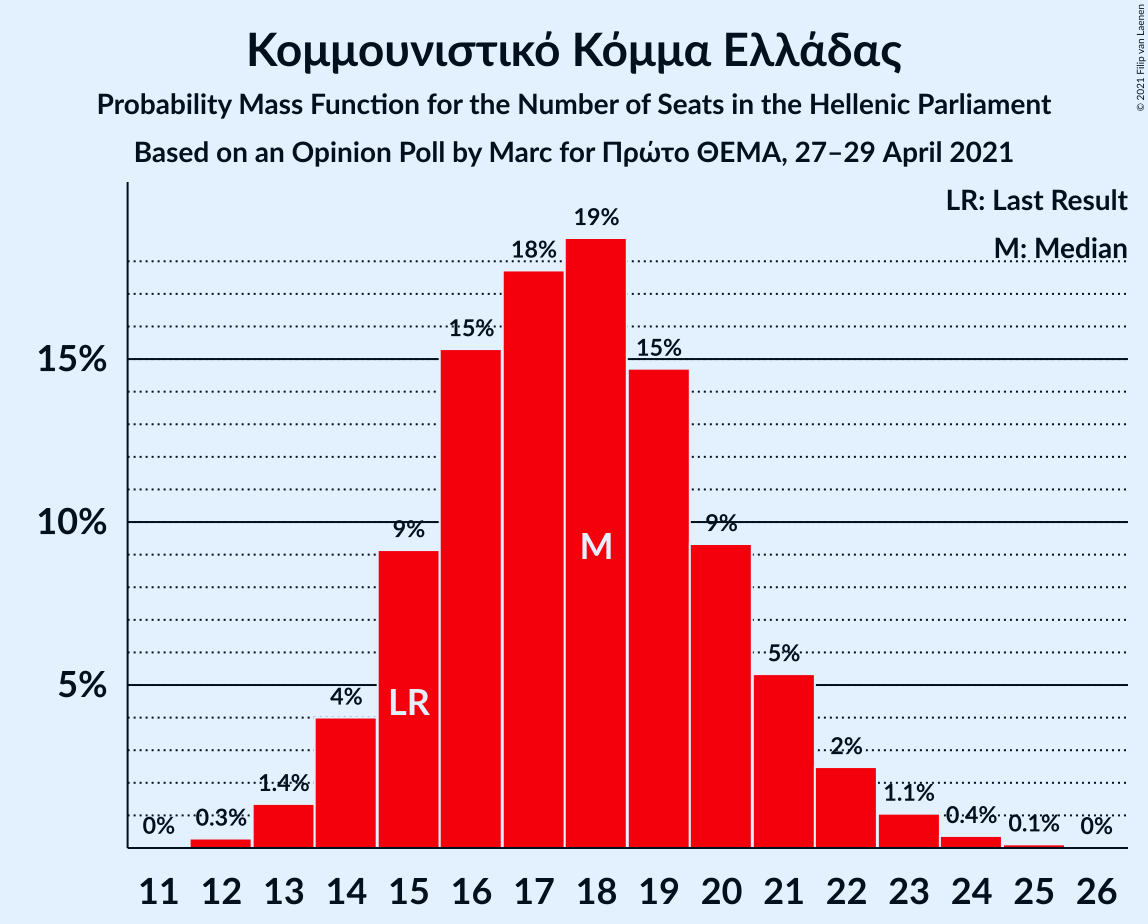 Κομμουνιστικό Κόμμα Ελλάδας
Probability Mass Function for the Number of Seats in the Hellenic Parliament
Based on an Opinion Poll by Marc for Πρώτο ΘΕΜΑ, 27–29 April 2021
© 2021 Filip van Laenen
LR: Last Result
M: Median
15%
10%
5%
0%
0.3%
1.4%
4%
9%
15%
18%
19%
15%
9%
5%
2%
1.1%
0.4%
0.1%
0%
LR
M
11 12 13 14 15 16 17 18 19 20 21 22 23 24 25 26